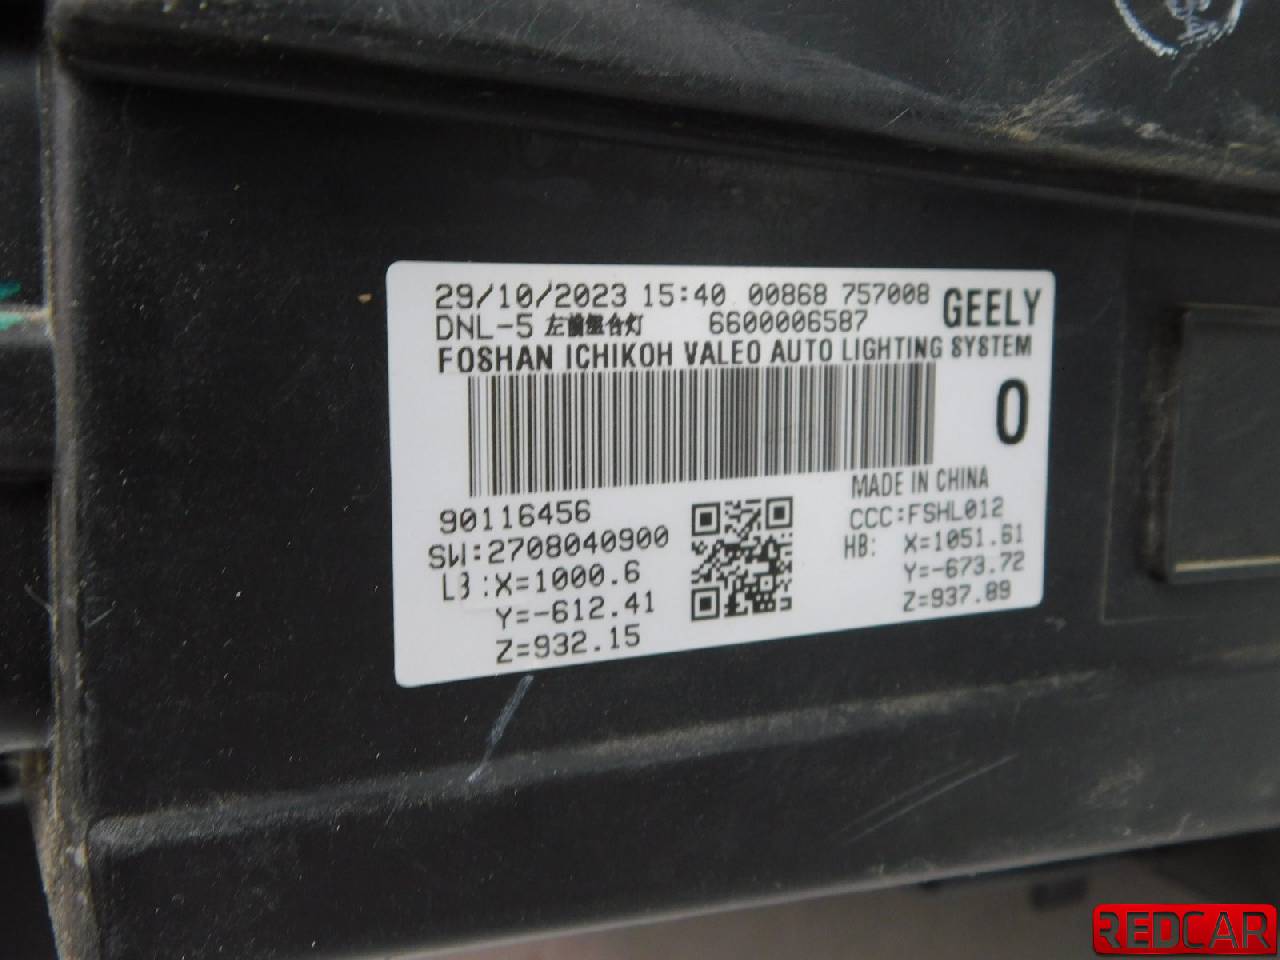 29/10/2023 15:40 00868 757008
DNL-5 左前组合灯 6600006587 GEELY
FOSHAN ICHIKOH VALEO AUTO LIGHTING SYSTEM
0
MADE IN CHINA
90116456 CCC:FSHL012
SW:2708040900 HB: X=1051.61
L3:X=1000.6 Y=-673.72
Y=-612.41 Z=937.89
Z=932.15
REDCAR